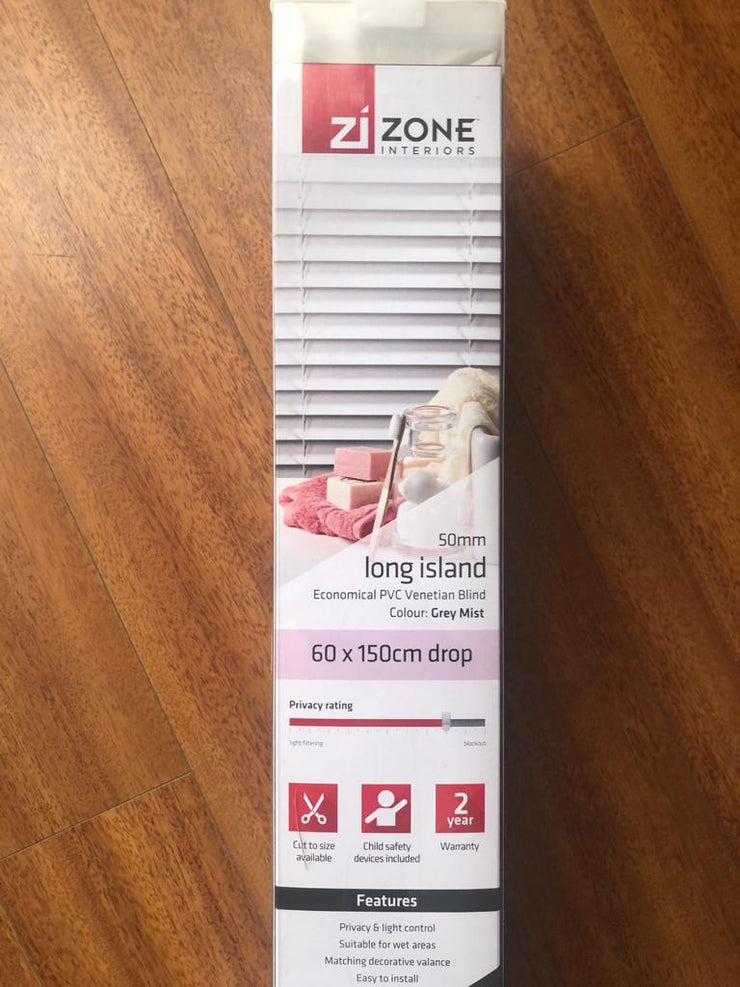 zi ZONE™
INTERIORS
50mm
long island
Economical PVC Venetian Blind
Colour: Grey Mist
60 x 150cm drop
Privacy rating
light filtering blackout
2
year
Cut to size
available
Child safety
devices included
Warranty
Features
Privacy & light control
Suitable for wet areas
Matching decorative valance
Easy to install